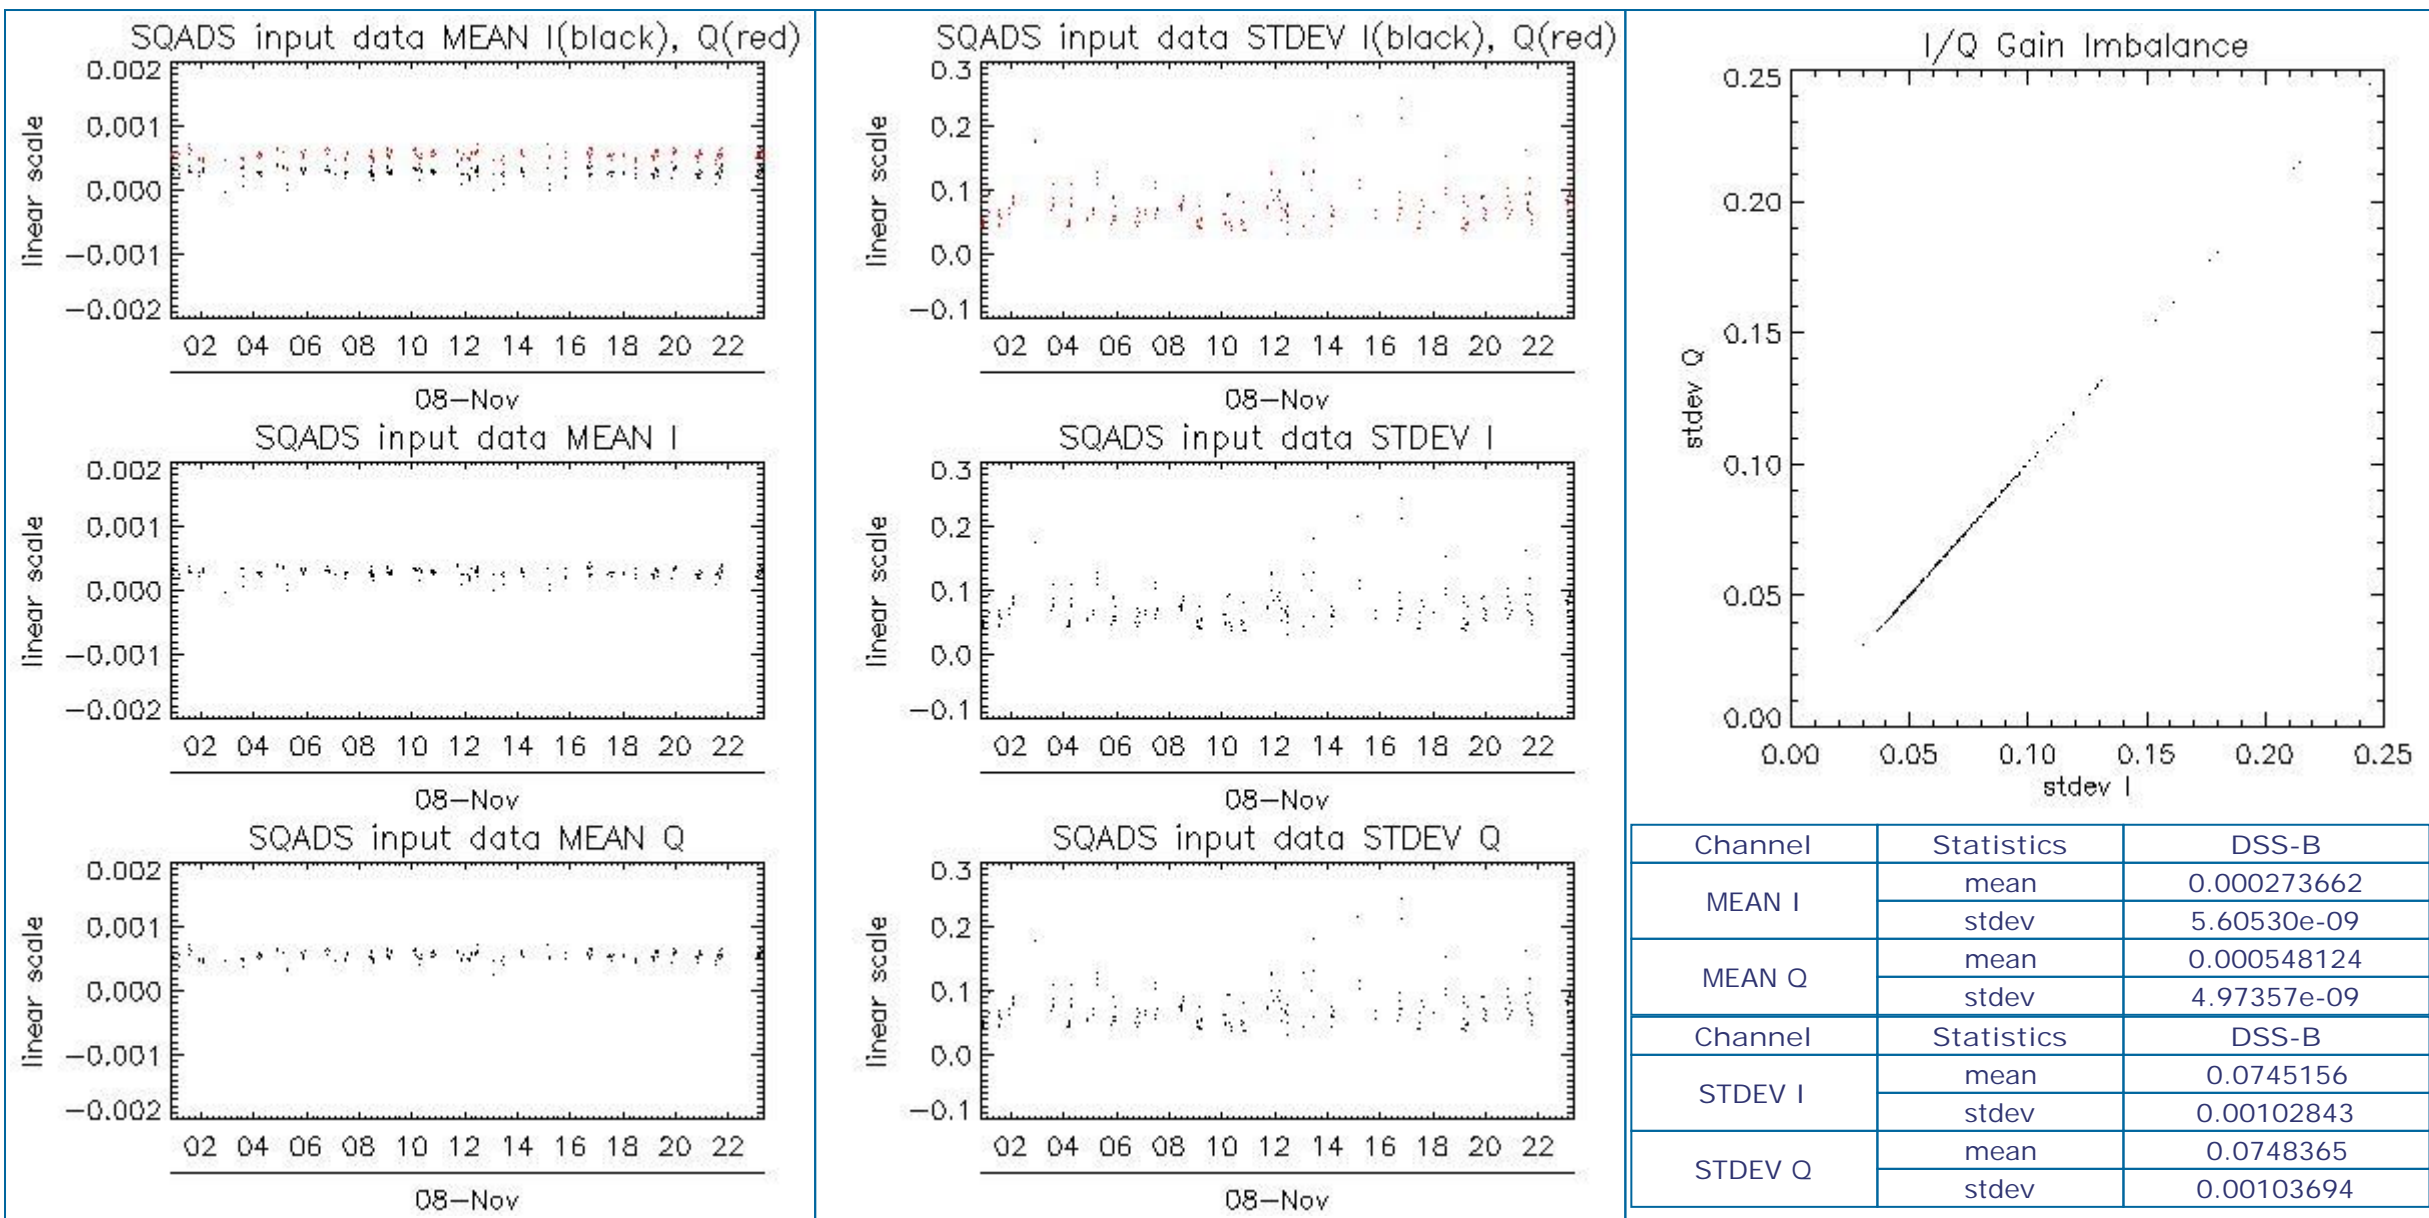 SQADS input data MEAN I(black), Q(red)
0.002
0.001
0.000
-0.001
-0.002
linear scale
02 04 06 08 10 12 14 16 18 20 22
08-Nov
SQADS input data MEAN I
0.002
0.001
0.000
-0.001
-0.002
linear scale
02 04 06 08 10 12 14 16 18 20 22
08-Nov
SQADS input data MEAN Q
0.002
0.001
0.000
-0.001
-0.002
linear scale
02 04 06 08 10 12 14 16 18 20 22
08-Nov
SQADS input data STDEV I(black), Q(red)
0.3
0.2
0.1
0.0
-0.1
linear scale
02 04 06 08 10 12 14 16 18 20 22
08-Nov
SQADS input data STDEV I
0.3
0.2
0.1
0.0
-0.1
linear scale
02 04 06 08 10 12 14 16 18 20 22
08-Nov
SQADS input data STDEV Q
0.3
0.2
0.1
0.0
-0.1
linear scale
02 04 06 08 10 12 14 16 18 20 22
08-Nov
I/Q Gain Imbalance
0.25
0.20
0.15
0.10
0.05
0.00
stdev Q
0.00 0.05 0.10 0.15 0.20 0.25
stdev I
Channel Statistics DSS-B
MEAN I mean 0.000273662
stdev 5.60530e-09
MEAN Q mean 0.000548124
stdev 4.97357e-09
Channel Statistics DSS-B
STDEV I mean 0.0745156
stdev 0.00102843
STDEV Q mean 0.0748365
stdev 0.00103694